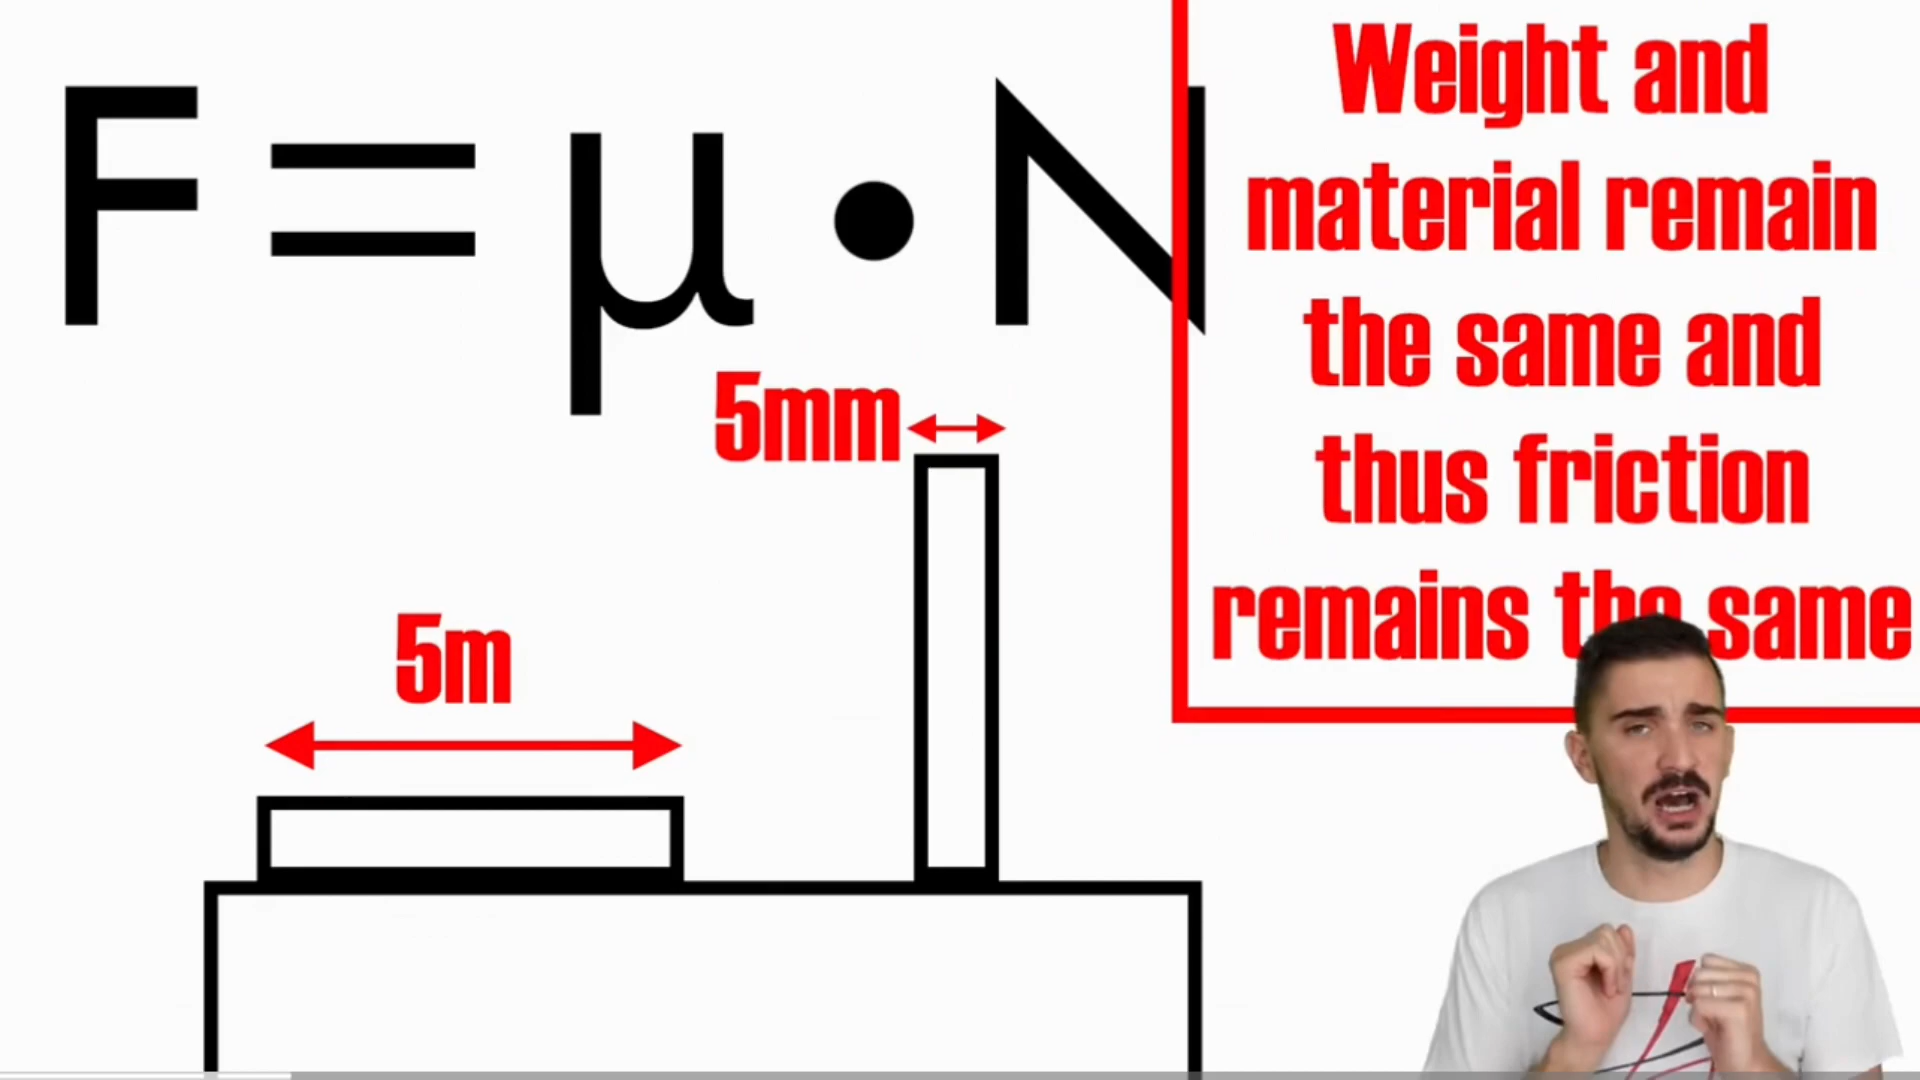 F = μ • N
Weight and
material remain
the same and
thus friction
remains the same
5mm
5m